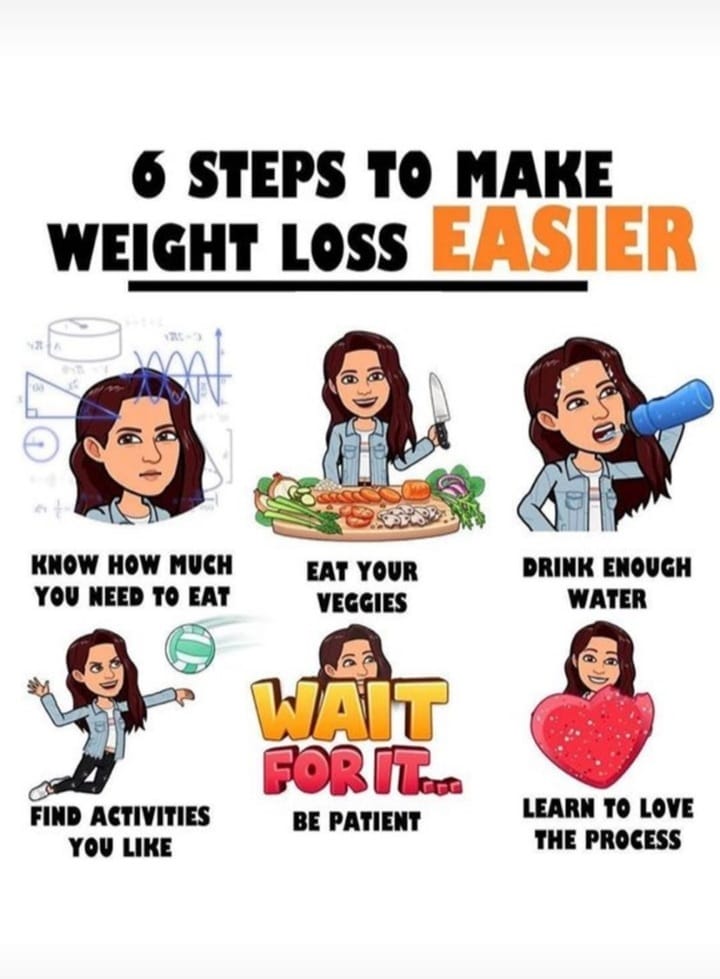 6 STEPS TO MAKE
WEIGHT LOSS EASIER
KNOW HOW MUCH
YOU NEED TO EAT
EAT YOUR
VEGGIES
DRINK ENOUGH
WATER
FIND ACTIVITIES
YOU LIKE
WAIT
FOR IT...
BE PATIENT
LEARN TO LOVE
THE PROCESS